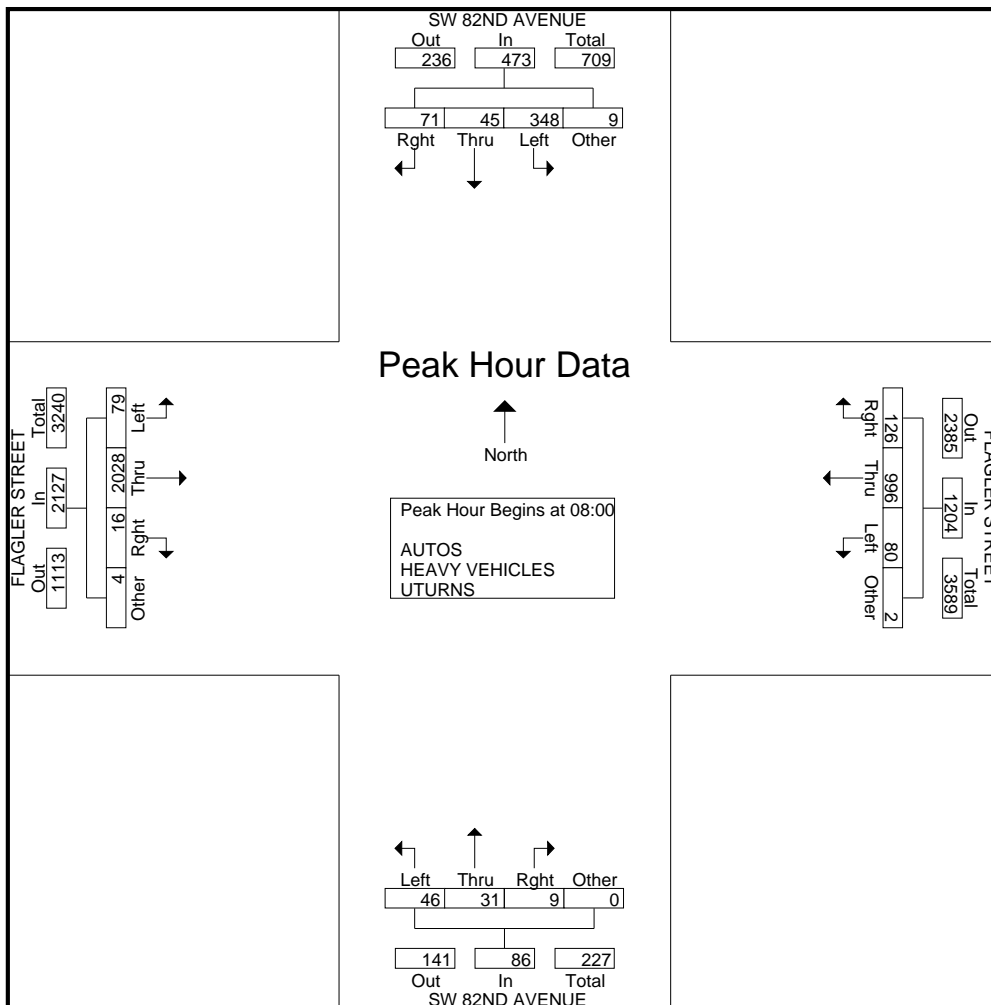 SW 82ND AVENUE
Out In Total
236 473 709
71 45 348 9
Rght Thru Left Other
Peak Hour Data
North
Peak Hour Begins at 08:00
AUTOS
HEAVY VEHICLES
UTURNS
FLAGLER STREET
Out In Total
1113 2127 3240
4 16 2028 79
Other Rght Thru Left
FLAGLER STREET
Out In Total
2385 1204 3589
126 996 80 2
Rght Thru Left Other
Left Thru Rght Other
46 31 9 0
141 86 227
Out In Total
SW 82ND AVENUE